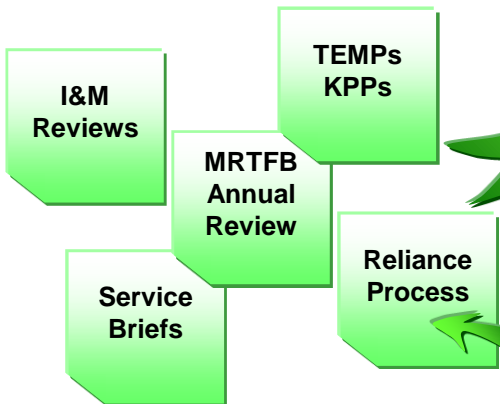 TEMPs
KPPs
I&M
Reviews
MRTFB
Annual
Review
Reliance
Process
Service
Briefs